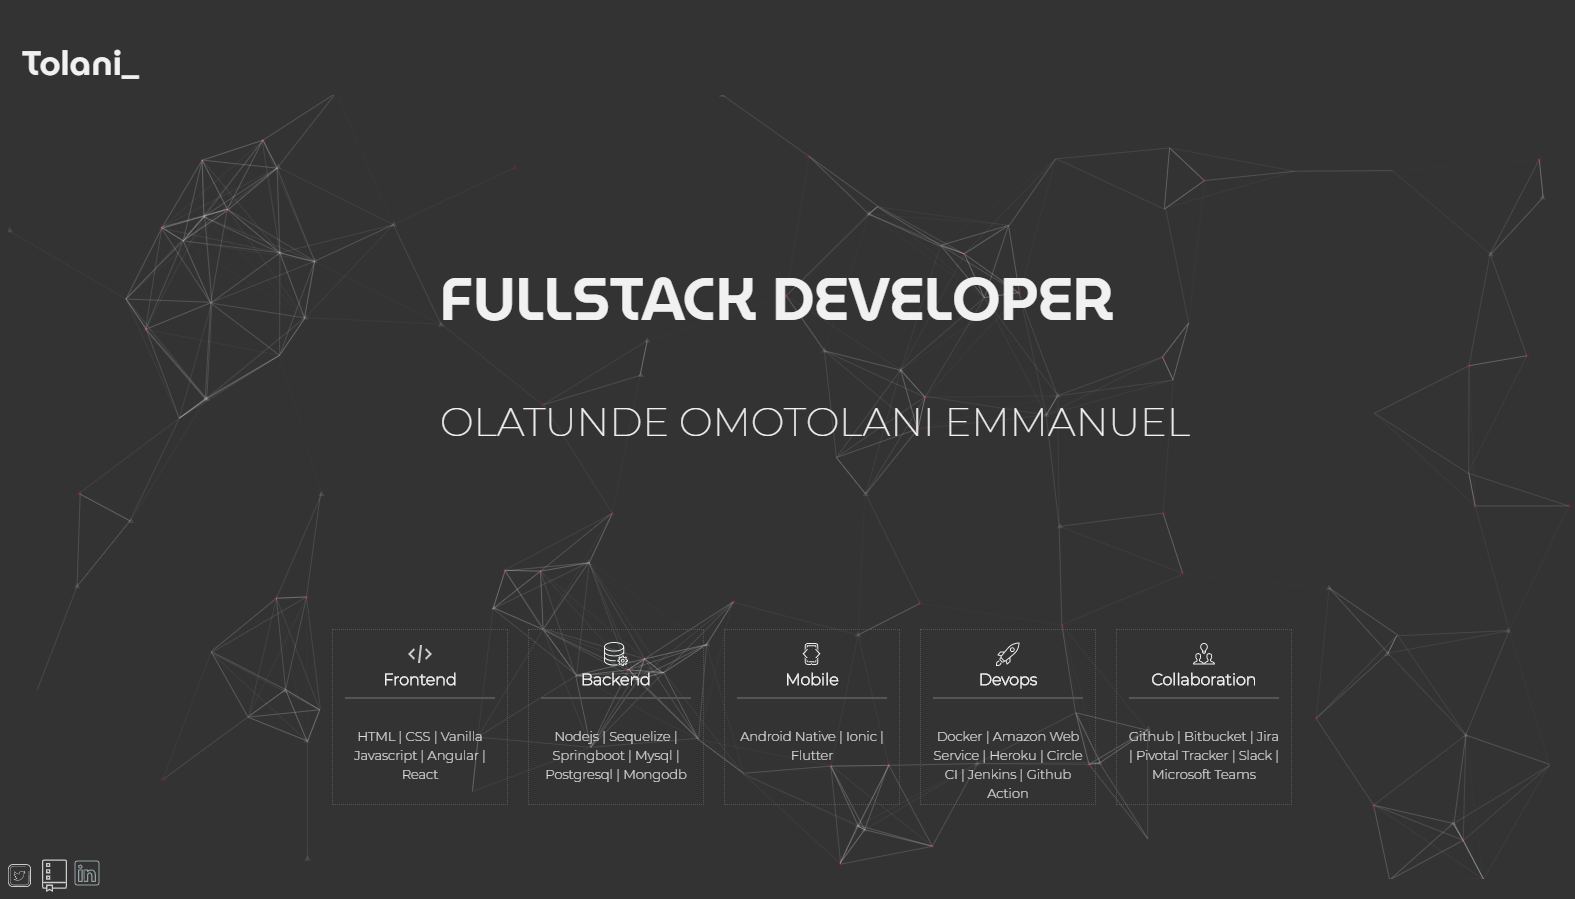 Tolani_
FULLSTACK DEVELOPER
OLATUNDE OMOTOLANI EMMANUEL
Frontend
HTML | CSS | Vanilla
Javascript | Angular |
React
Backend
Nodejs | Sequelize |
Springboot | Mysql |
Postgresql | Mongodb
Mobile
Android Native | Ionic |
Flutter
Devops
Docker | Amazon Web
Service | Heroku | Circle
CI | Jenkins | Github
Action
Collaboration
Github | Bitbucket | Jira
| Pivotal Tracker | Slack |
Microsoft Teams
in